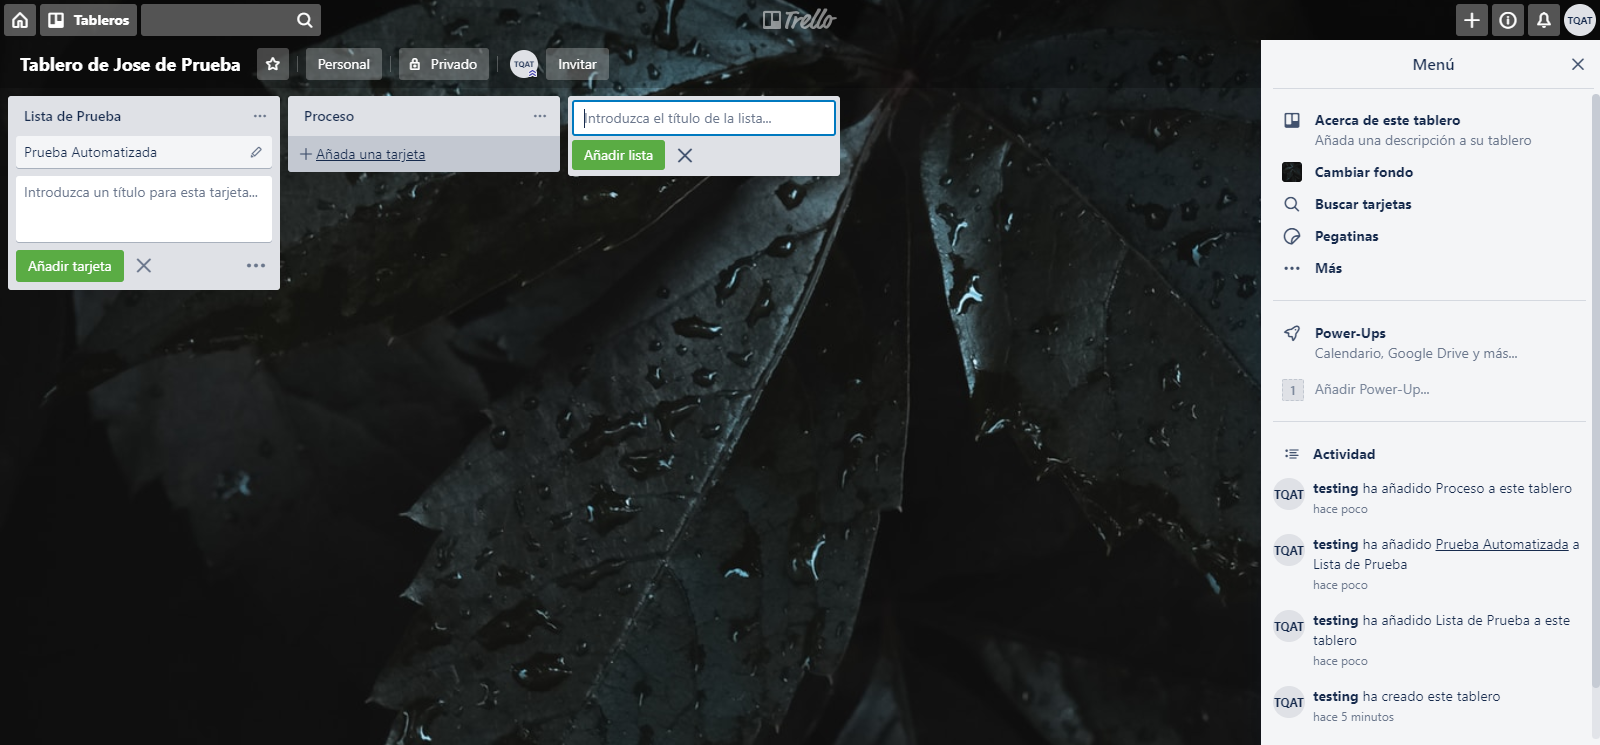 Tableros
Trello
TQAT
Tablero de Jose de Prueba
Personal
Privado
TQAT
Invitar
Lista de Prueba
Prueba Automatizada
Introduzca un título para esta tarjeta...
Añadir tarjeta
Proceso
Añada una tarjeta
Introduzca el título de la lista...
Añadir lista
Menú
Acerca de este tablero
Añada una descripción a su tablero
Cambiar fondo
Buscar tarjetas
Pegatinas
Más
Power-Ups
Calendario, Google Drive y más...
1 Añadir Power-Up...
Actividad
TQAT
testing ha añadido Proceso a este tablero
hace poco
TQAT
testing ha añadido Prueba Automatizada a
Lista de Prueba
hace poco
TQAT
testing ha añadido Lista de Prueba a este
tablero
hace poco
TQAT
testing ha creado este tablero
hace 5 minutos